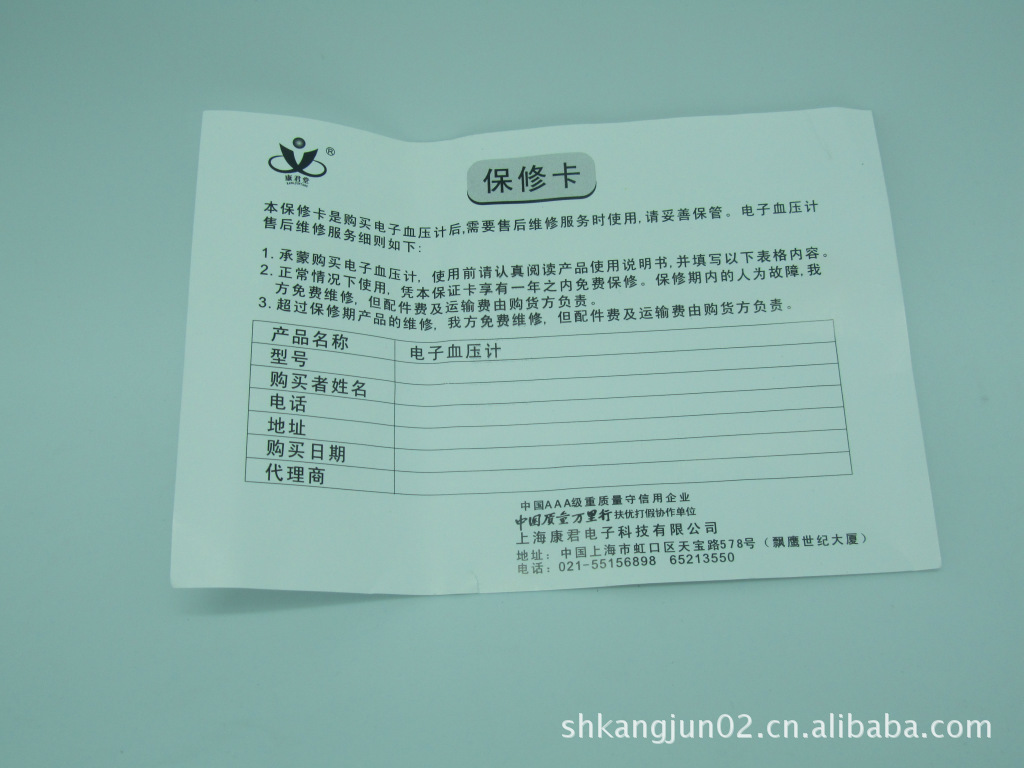 康君堂
®
保修卡
本保修卡是购买电子血压计后,需要售后维修服务时使用,请妥善保管。电子血压计
售后维修服务细则如下:
1. 承蒙购买电子血压计, 使用前请认真阅读产品使用说明书,并填写以下表格内容。
2. 正常情况下使用, 凭本保证卡享有一年之内免费保修。保修期内的人为故障,我
方免费维修, 但配件费及运输费由购货方负责。
3. 超过保修期产品的维修, 我方免费维修, 但配件费及运输费由购货方负责。
产品名称 电子血压计
型号
购买者姓名
电话
地址
购买日期
代理商
中国AAA级重质量守信用企业
中国质量万里行 扶优打假协作单位
上海康君电子科技有限公司
地址: 中国上海市虹口区天宝路578号(飘鹰世纪大厦)
电话: 021-55156898 65213550
shkangjun02.cn.alibaba.com